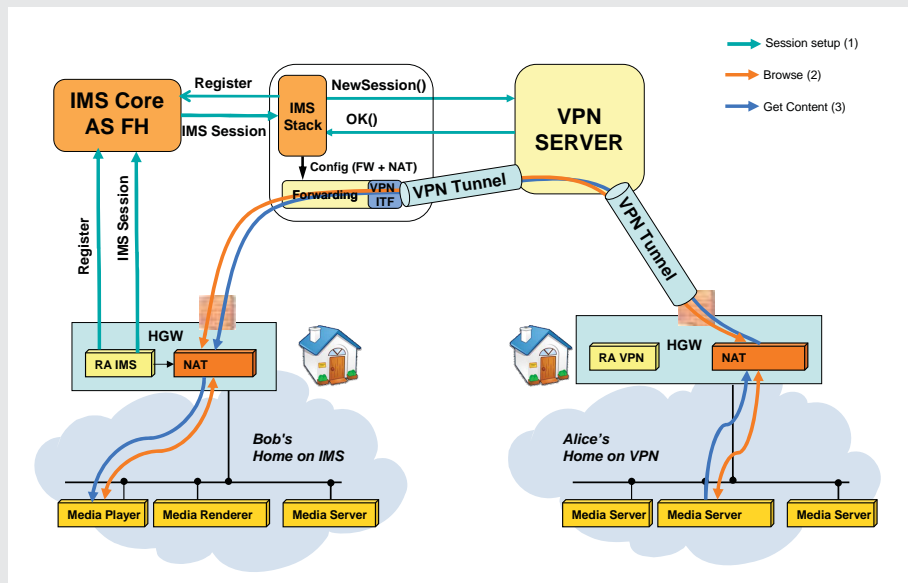 Session setup (1)
Browse (2)
Get Content (3)
IMS Core
AS FH
Register
IMS Session
IMS
Stack
NewSession()
OK()
VPN
SERVER
Config (FW + NAT)
Forwarding
VPN
ITF
VPN Tunnel
VPN Tunnel
Register
IMS Session
HGW
RA IMS
NAT
HGW
RA VPN
NAT
Bob's
Home on IMS
Alice's
Home on VPN
Media Player
Media Renderer
Media Server
Media Server
Media Server
Media Server